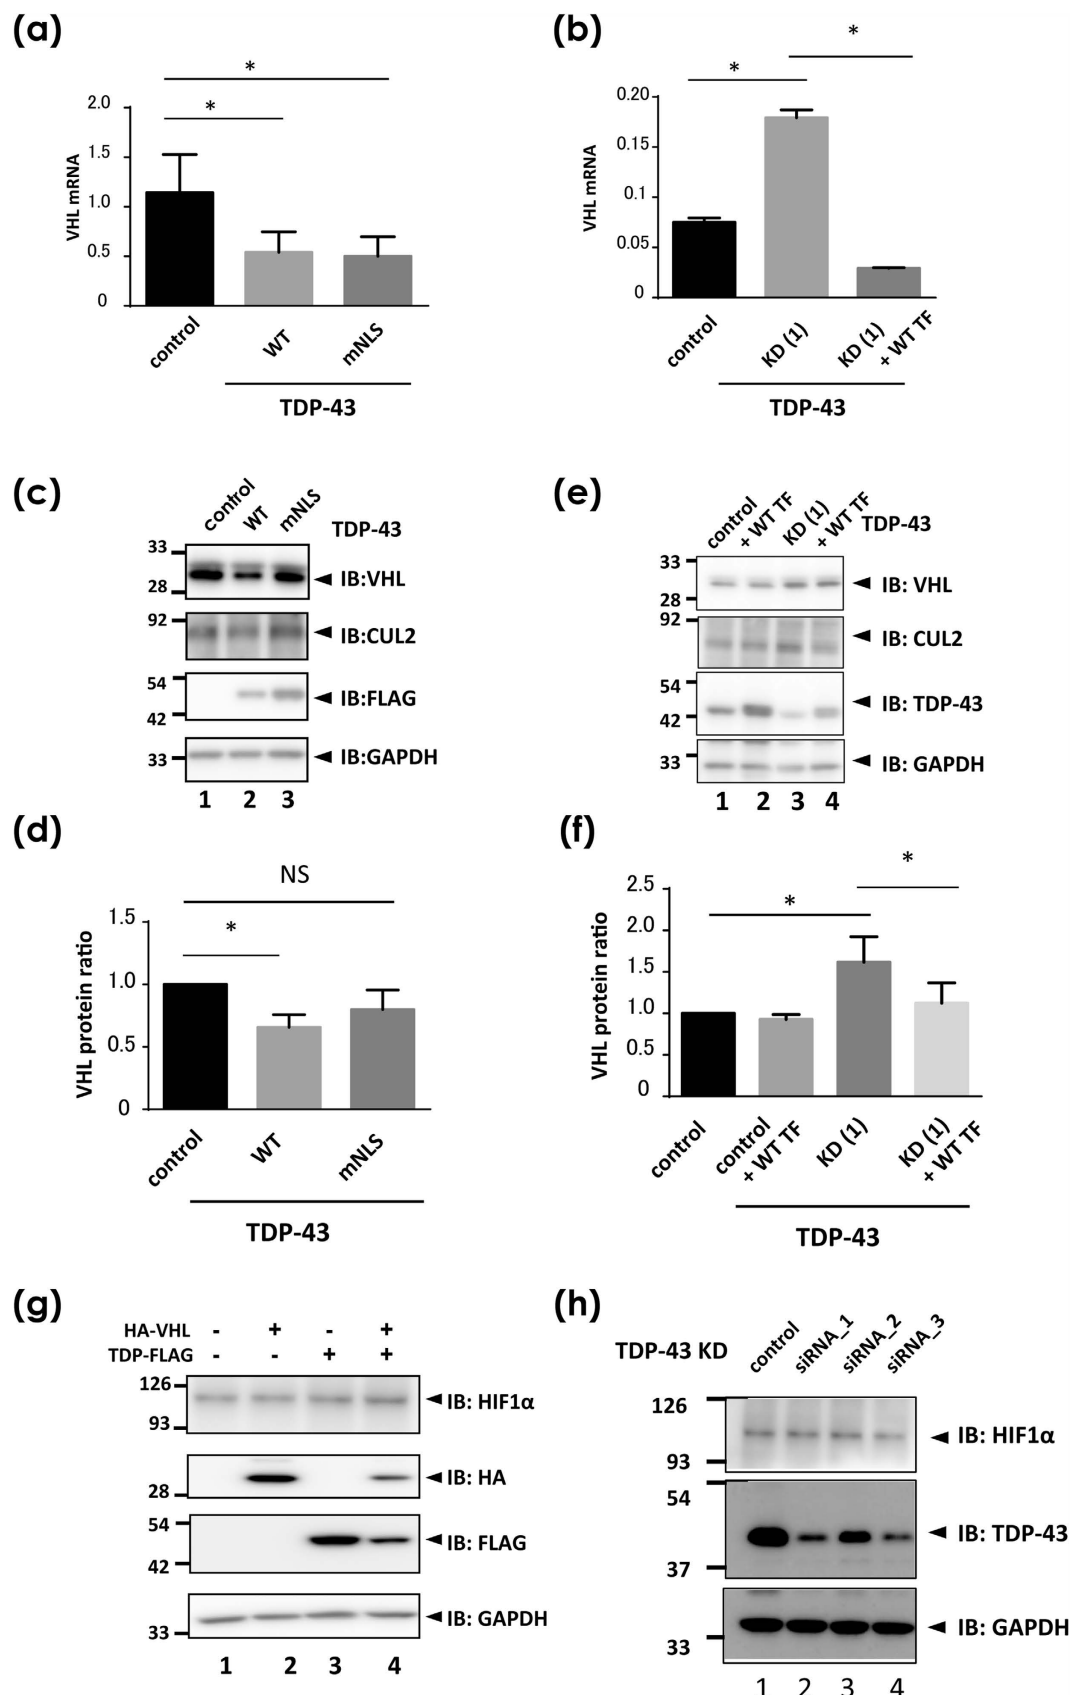 (a)
*
*
2.0
1.5
1.0
0.5
0
VHL mRNA
control
WT
mNLS
TDP-43
(b)
*
*
0.20
0.15
0.1
0.05
0
VHL mRNA
control
KD (1)
KD (1)
+ WT TF
TDP-43
(c)
control
WT
mNLS
TDP-43
33
28
IB:VHL
92
IB:CUL2
54
42
IB:FLAG
33
IB:GAPDH
1 2 3
(e)
control
+ WT TF
KD (1)
+ WT TF
TDP-43
33
28
IB: VHL
92
IB: CUL2
54
42
IB: TDP-43
33
IB: GAPDH
1 2 3 4
(d)
NS
*
1.5
1.0
0.5
0
VHL protein ratio
control
WT
mNLS
TDP-43
(f)
*
*
2.5
2.0
1.5
1.0
0.5
0
VHL protein ratio
control
control
+ WT TF
KD (1)
KD (1)
+ WT TF
TDP-43
(g)
HA-VHL - + - +
TDP-FLAG - - + +
126
93
IB: HIF1α
28
IB: HA
54
42
IB: FLAG
33
IB: GAPDH
1 2 3 4
(h)
TDP-43 KD
control
siRNA_1
siRNA_2
siRNA_3
126
93
IB: HIF1α
54
37
IB: TDP-43
33
IB: GAPDH
1 2 3 4